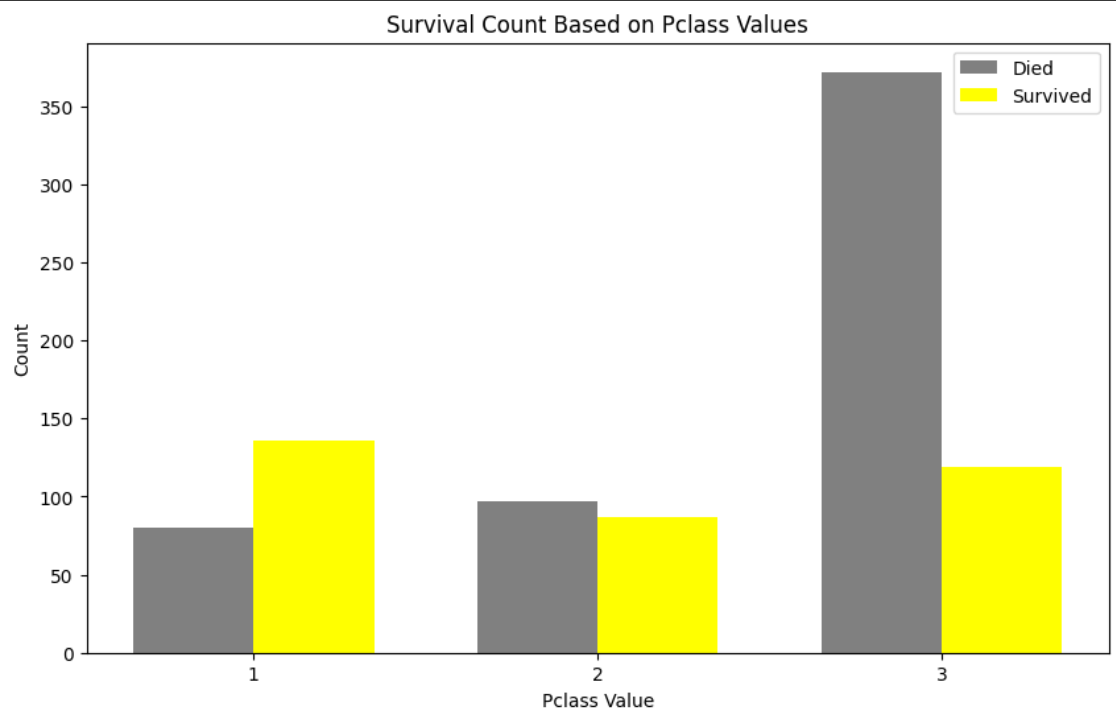 Survival Count Based on Pclass Values
Died
Survived
350
300
250
200
150
100
50
0
Count
1 2 3
Pclass Value